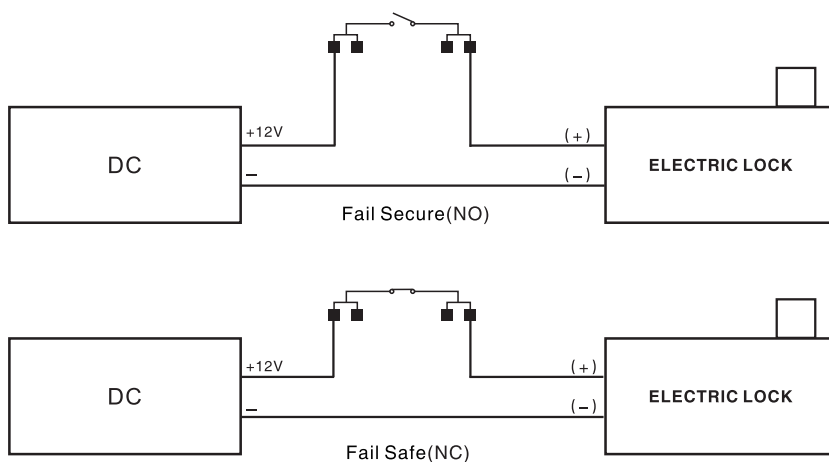 +12V
(+)
DC
ELECTRIC LOCK
–
(–)
Fail Secure(NO)
+12V
(+)
DC
ELECTRIC LOCK
–
(–)
Fail Safe(NC)